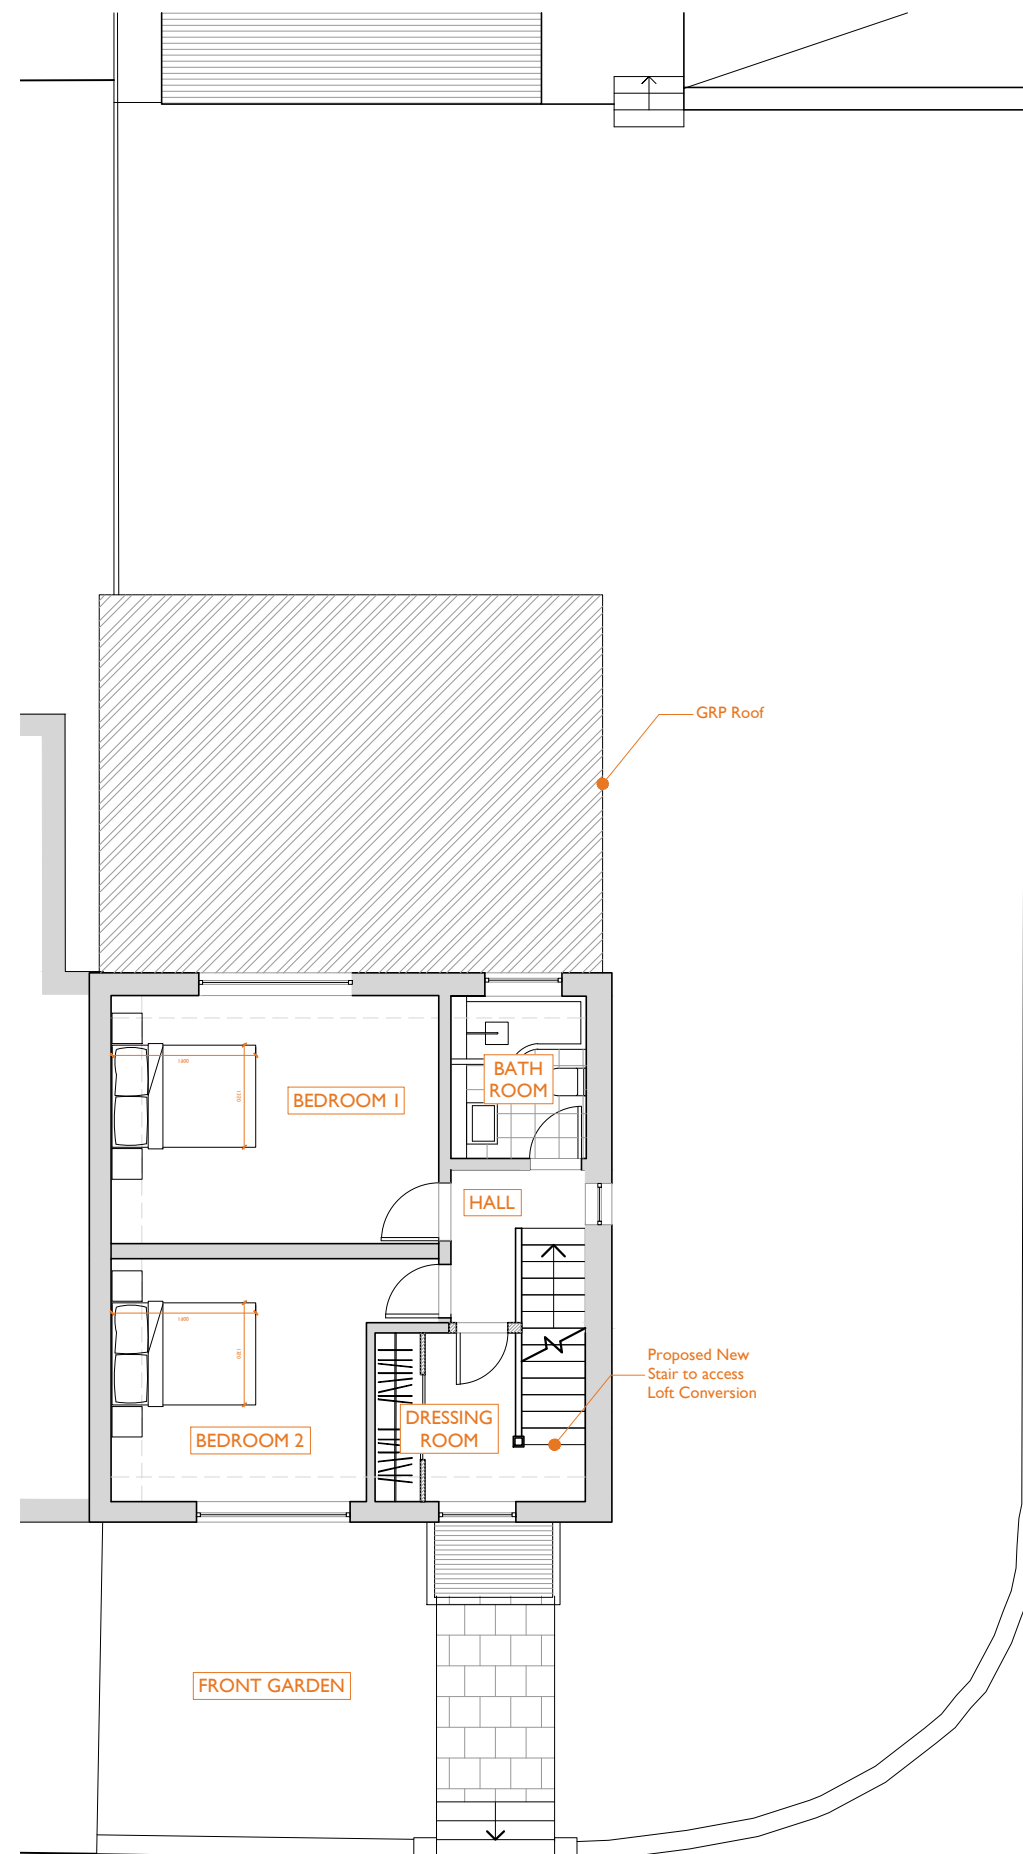 GRP Roof
BATH
ROOM
BEDROOM 1
HALL
Proposed New
Stair to access
Loft Conversion
DRESSING
ROOM
BEDROOM 2
FRONT GARDEN